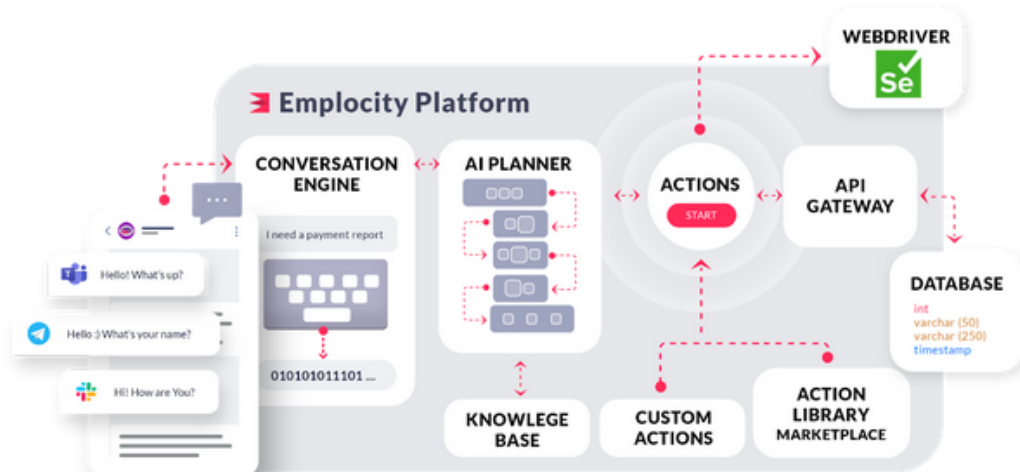 WEBDRIVER
Se
Emplocity Platform
CONVERSATION
ENGINE
I need a payment report
010101011101 ...
AI PLANNER
ACTIONS
START
API
GATEWAY
DATABASE
int
varchar (50)
varchar (250)
timestamp
Hello! What's up?
Hello :) What's your name?
Hi! How are You?
KNOWLEGE
BASE
CUSTOM
ACTIONS
ACTION
LIBRARY
MARKETPLACE